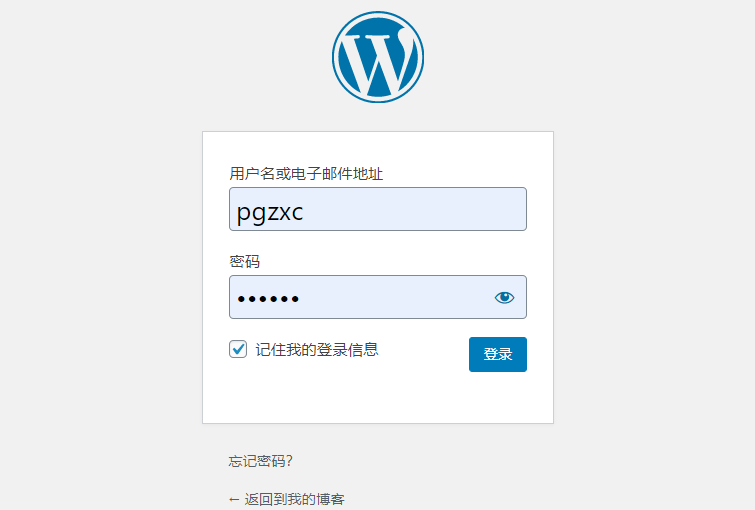 用户名或电子邮件地址
pgzxc
密码
••••••
记住我的登录信息
登录
忘记密码?
← 返回到我的博客